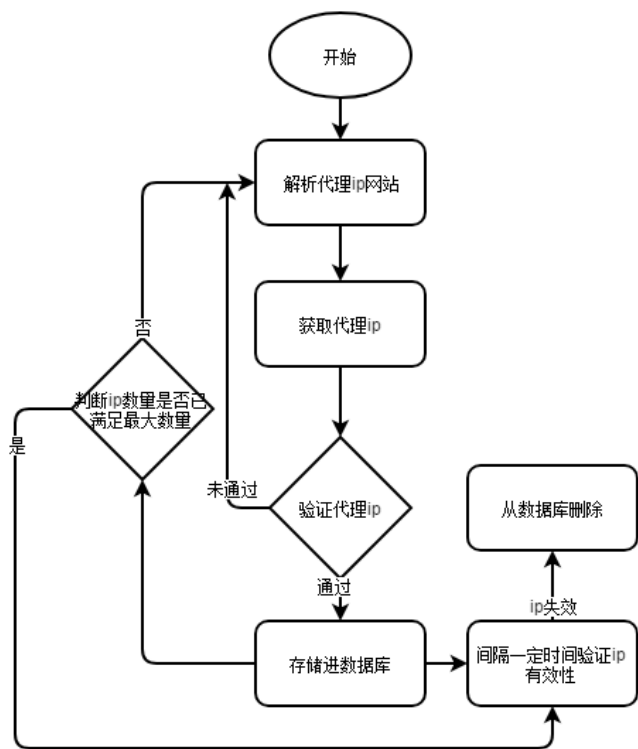 开始
解析代理ip网站
获取代理ip
否
判断ip数量是否已
满足最大数量
是
未通过
验证代理ip
从数据库删除
通过
ip失效
存储进数据库
间隔一定时间验证ip
有效性